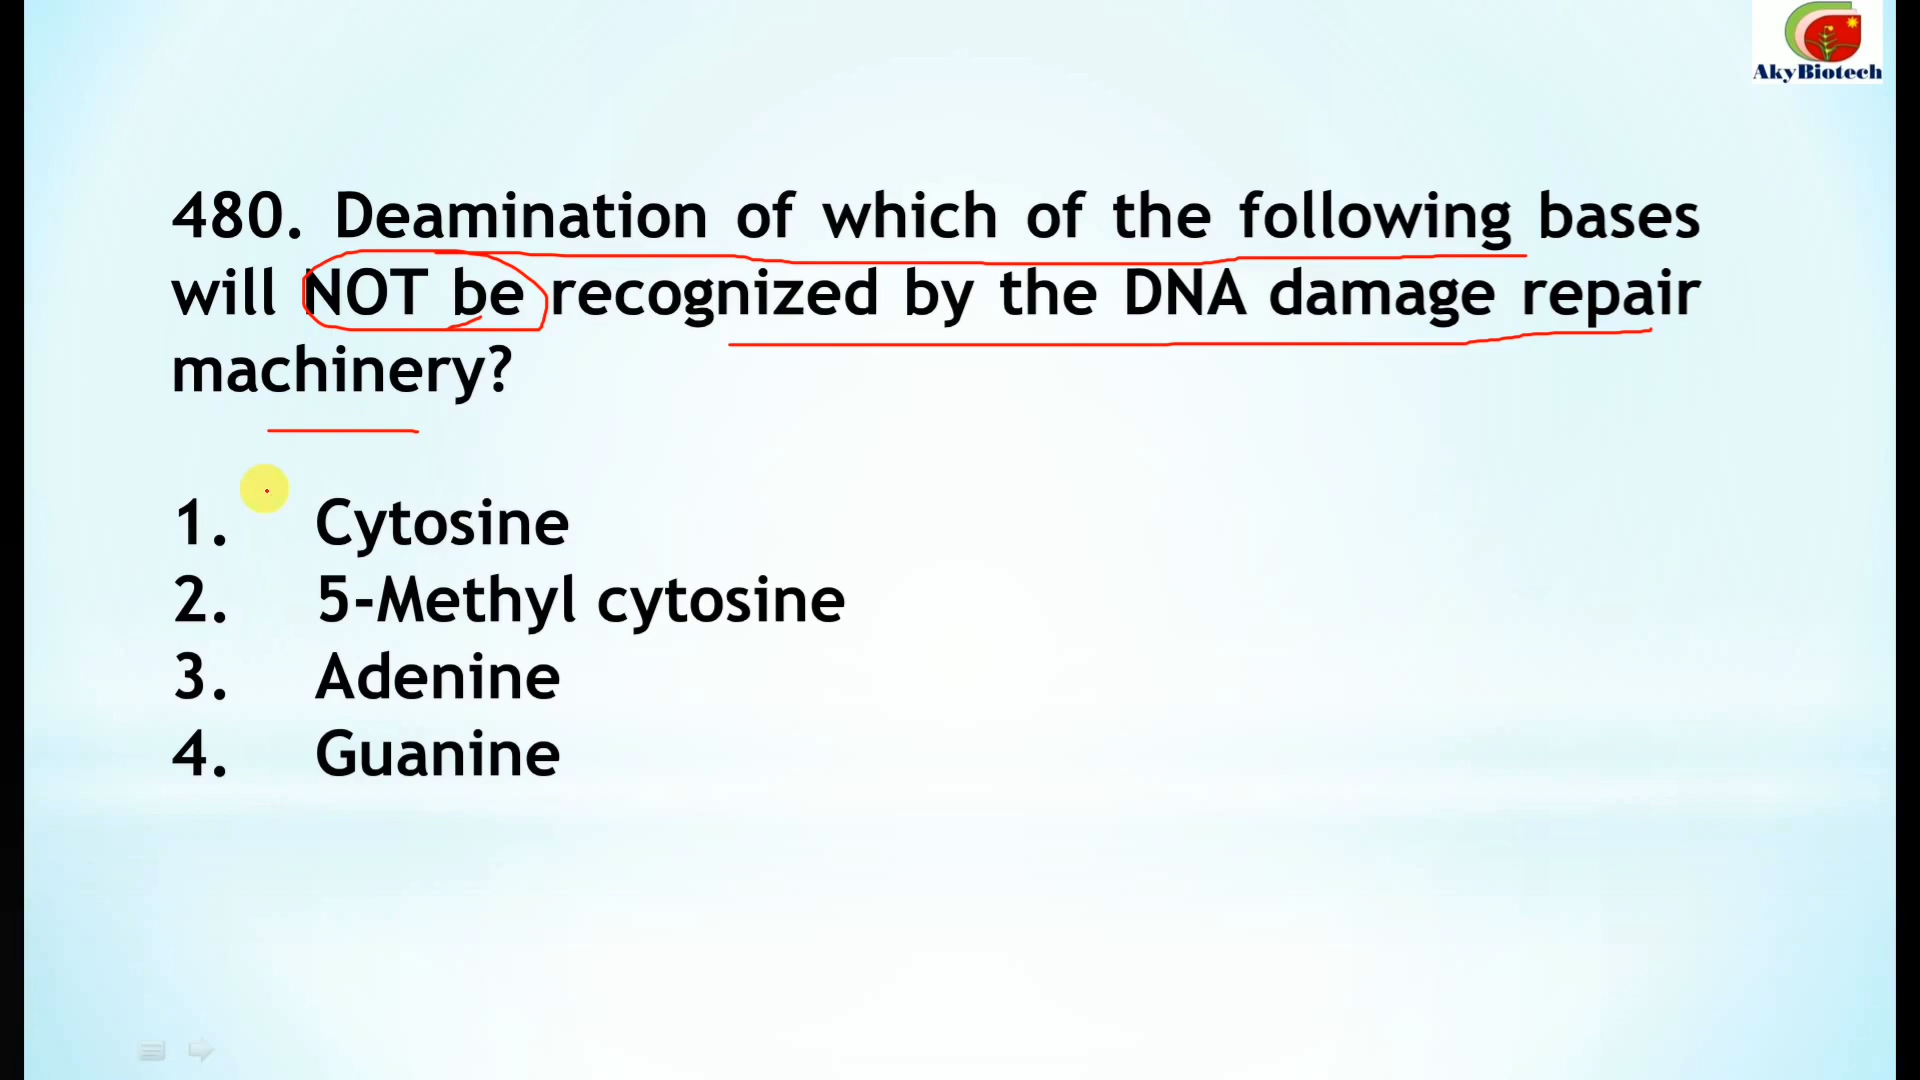 AkyBiotech
480. Deamination of which of the following bases
will NOT be recognized by the DNA damage repair
machinery?
1. Cytosine
2. 5-Methyl cytosine
3. Adenine
4. Guanine